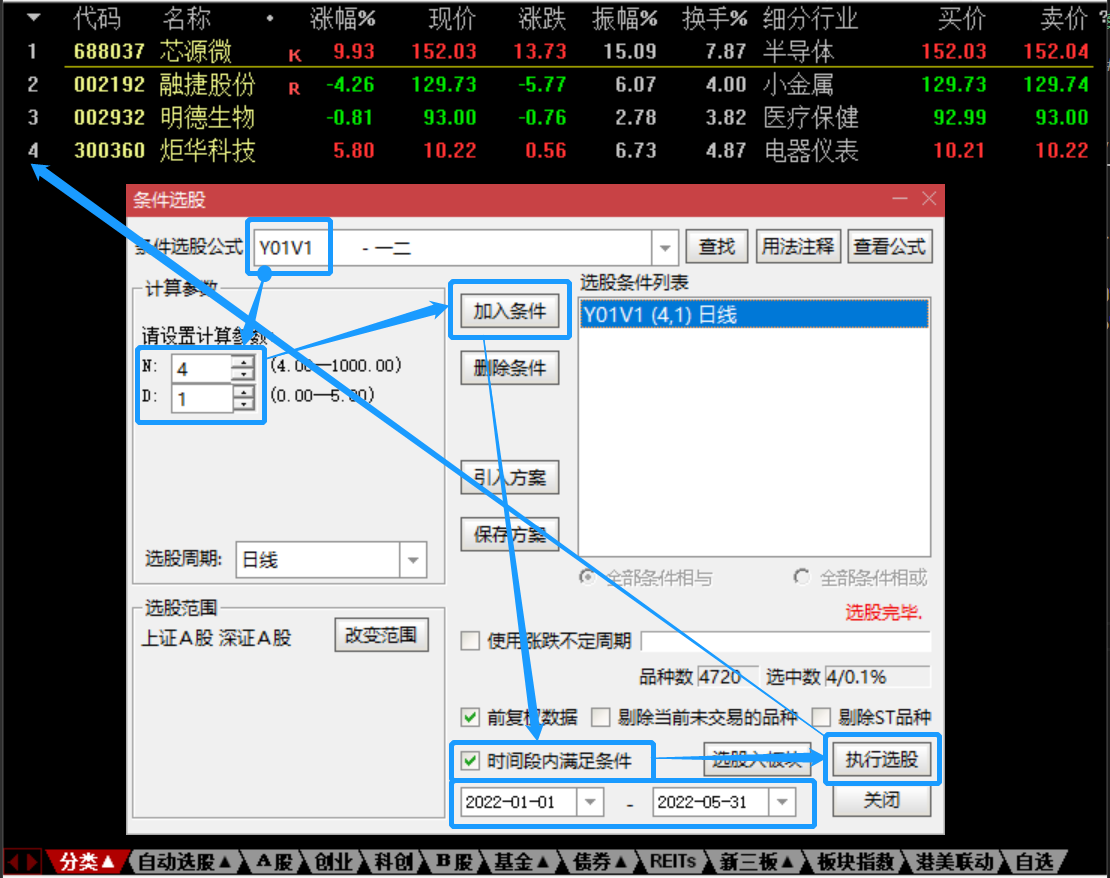 代码 名称 • 涨幅% 现价 涨跌 振幅% 换手% 细分行业 买价 卖价
1 688037 芯源微 K 9.93 152.03 13.73 15.09 7.87 半导体 152.03 152.04
2 002192 融捷股份 R -4.26 129.73 -5.77 6.07 4.00 小金属 129.73 129.74
3 002932 明德生物 -0.81 93.00 -0.76 2.78 3.82 医疗保健 92.99 93.00
4 300360 炬华科技 5.80 10.22 0.56 6.73 4.87 电器仪表 10.21 10.22
条件选股
条件选股公式 Y01V1 - 一二 查找 用法注释 查看公式
计算参数 加入条件 选股条件列表
Y01V1 (4,1) 日线
请设置计算参数:
N: 4 (4.00—1000.00) 删除条件
D: 1 (0.00—5.00)
引入方案
保存方案
选股周期: 日线
全部条件相与 全部条件相或
选股范围 选股完毕.
上证A股 深证A股 改变范围 使用涨跌不定周期
品种数 4720 选中数 4/0.1%
前复权数据 剔除当前未交易的品种 剔除ST品种
时间段内满足条件 选股入板块 执行选股
2022-01-01 - 2022-05-31 关闭
分类▲ 自动选股▲ A股 创业 科创 B股 基金▲ 债券▲ REITs 新三板▲ 板块指数 港美联动 自选